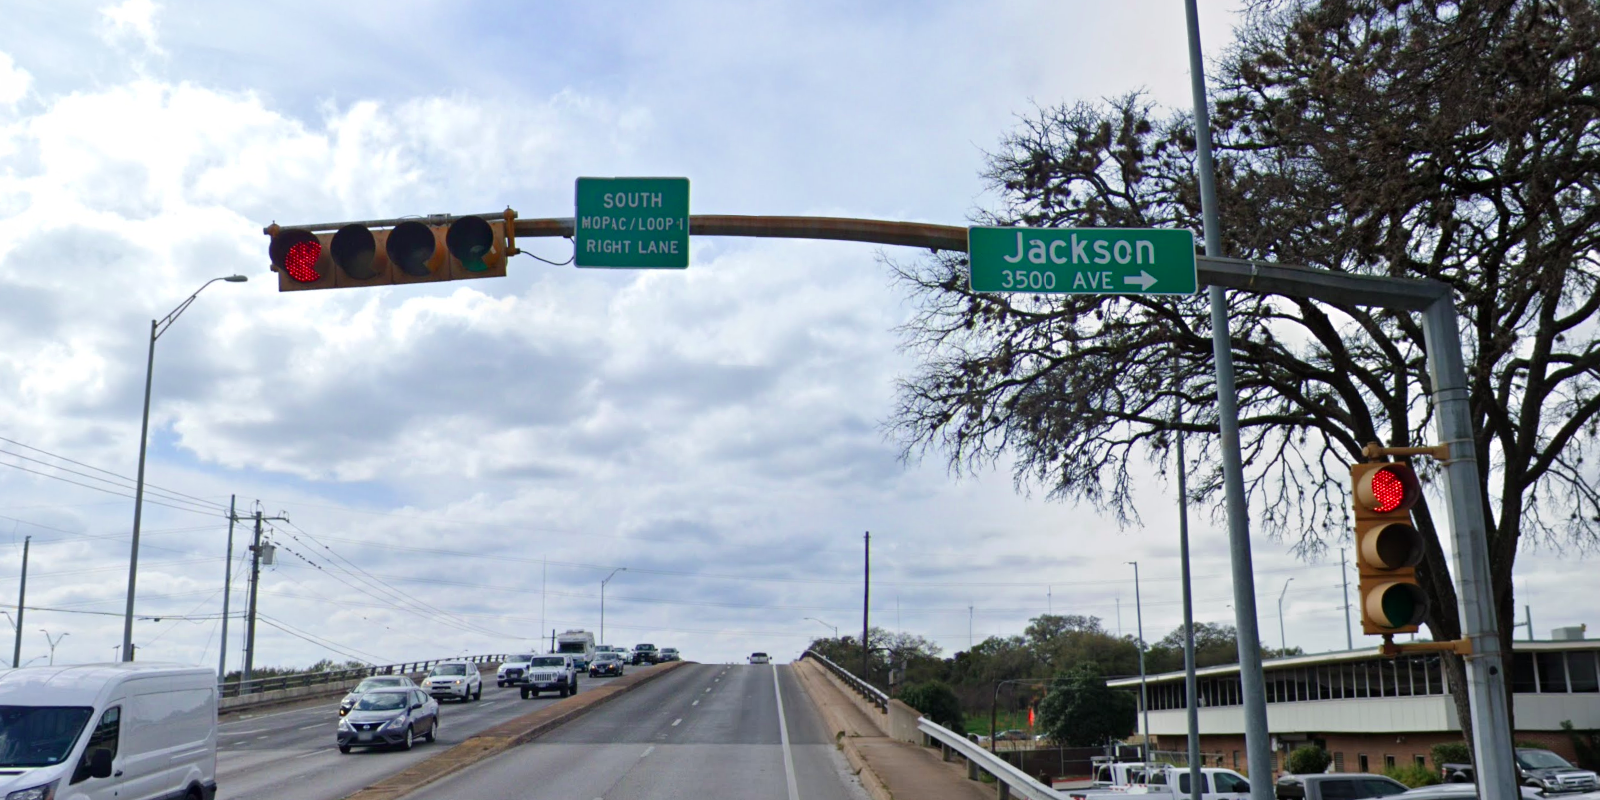 SOUTH
MOPAC/LOOP 1
RIGHT LANE
Jackson
3500 AVE →